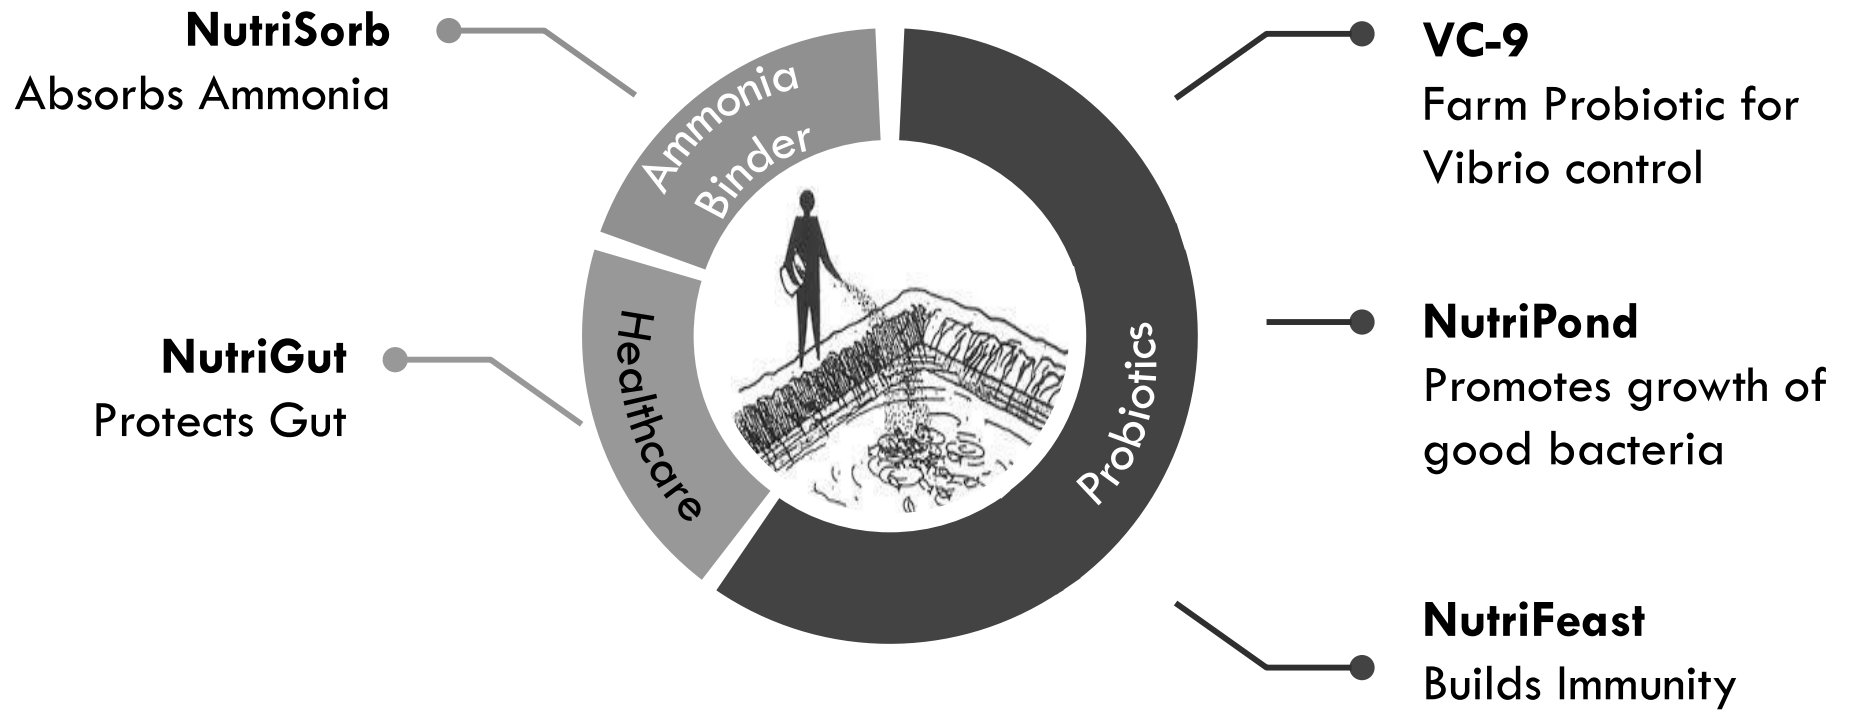 NutriSorb
Absorbs Ammonia
NutriGut
Protects Gut
Ammonia
Binder
Healthcare
Probiotics
VC-9
Farm Probiotic for
Vibrio control
NutriPond
Promotes growth of
good bacteria
NutriFeast
Builds Immunity